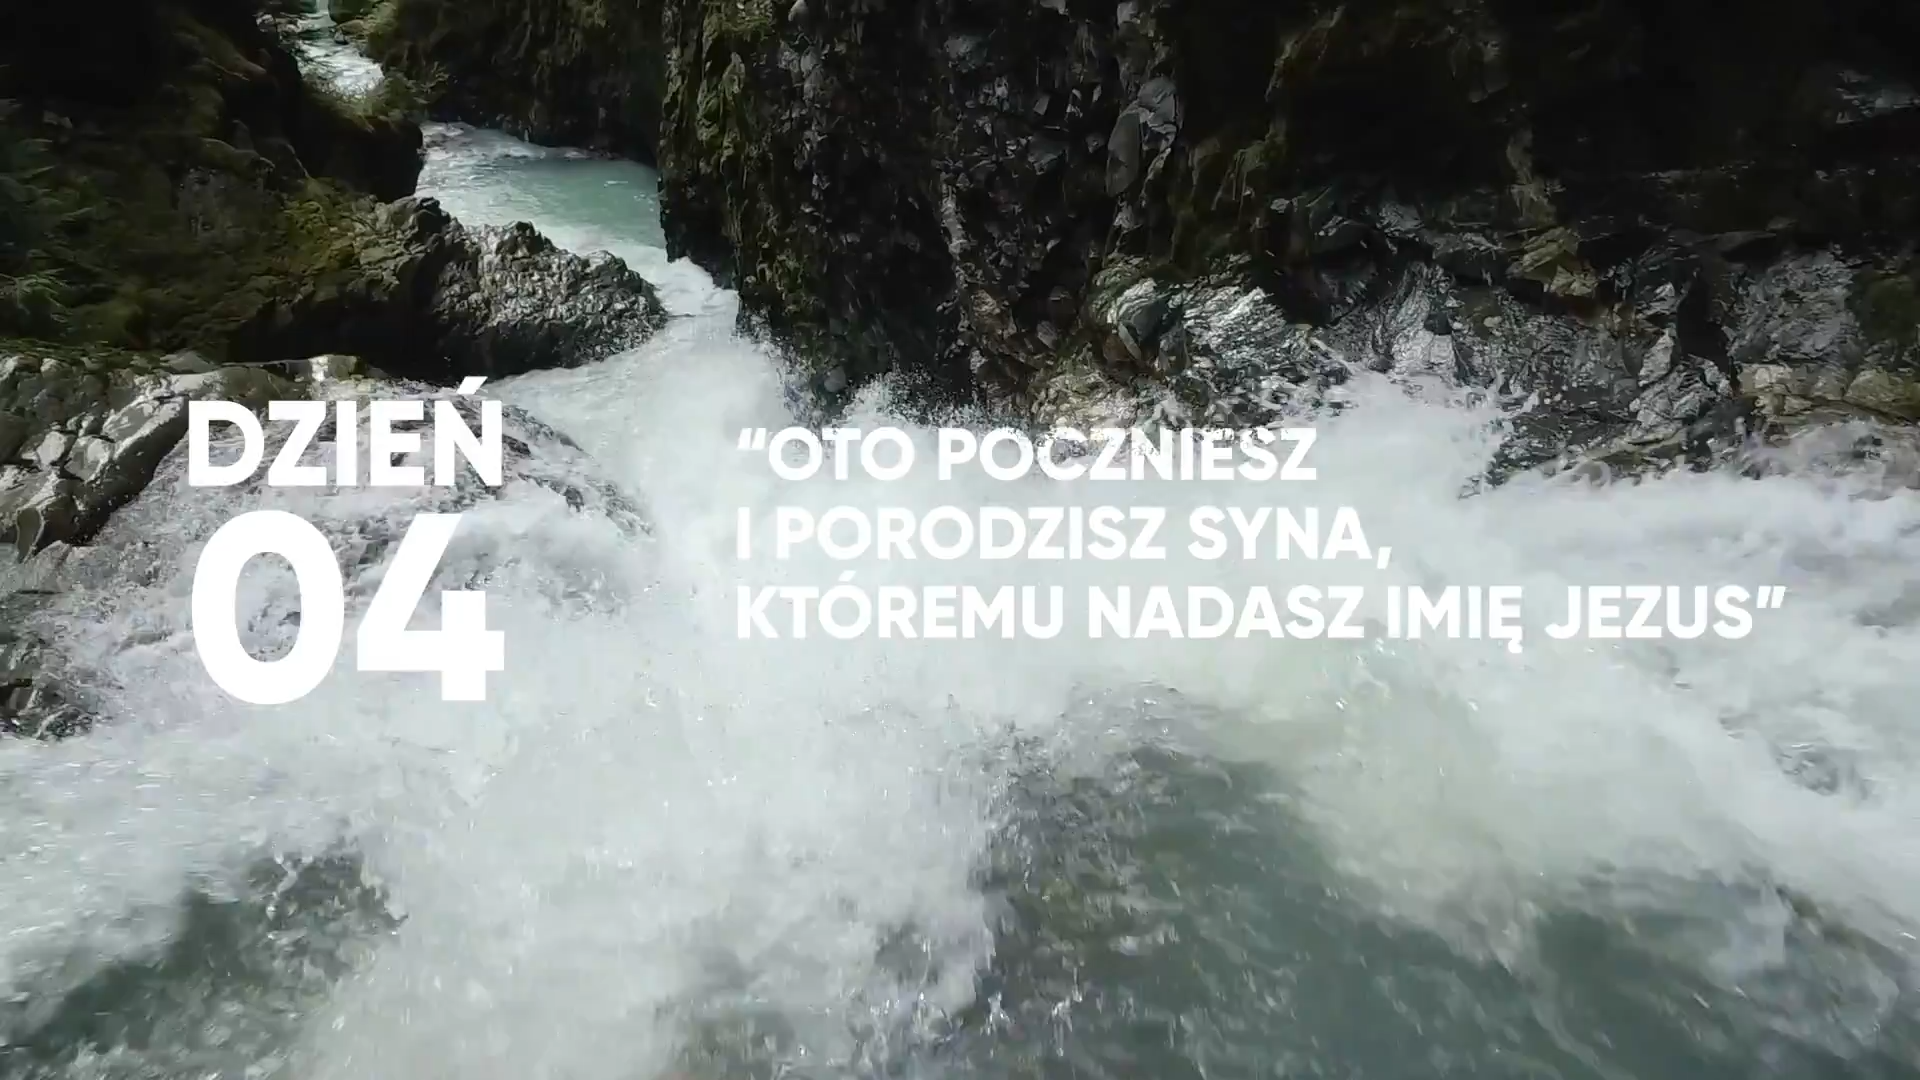 DZIEŃ
04
“OTO POCZNIESZ
I PORODZISZ SYNA,
KTÓREMU NADASZ IMIĘ JEZUS”